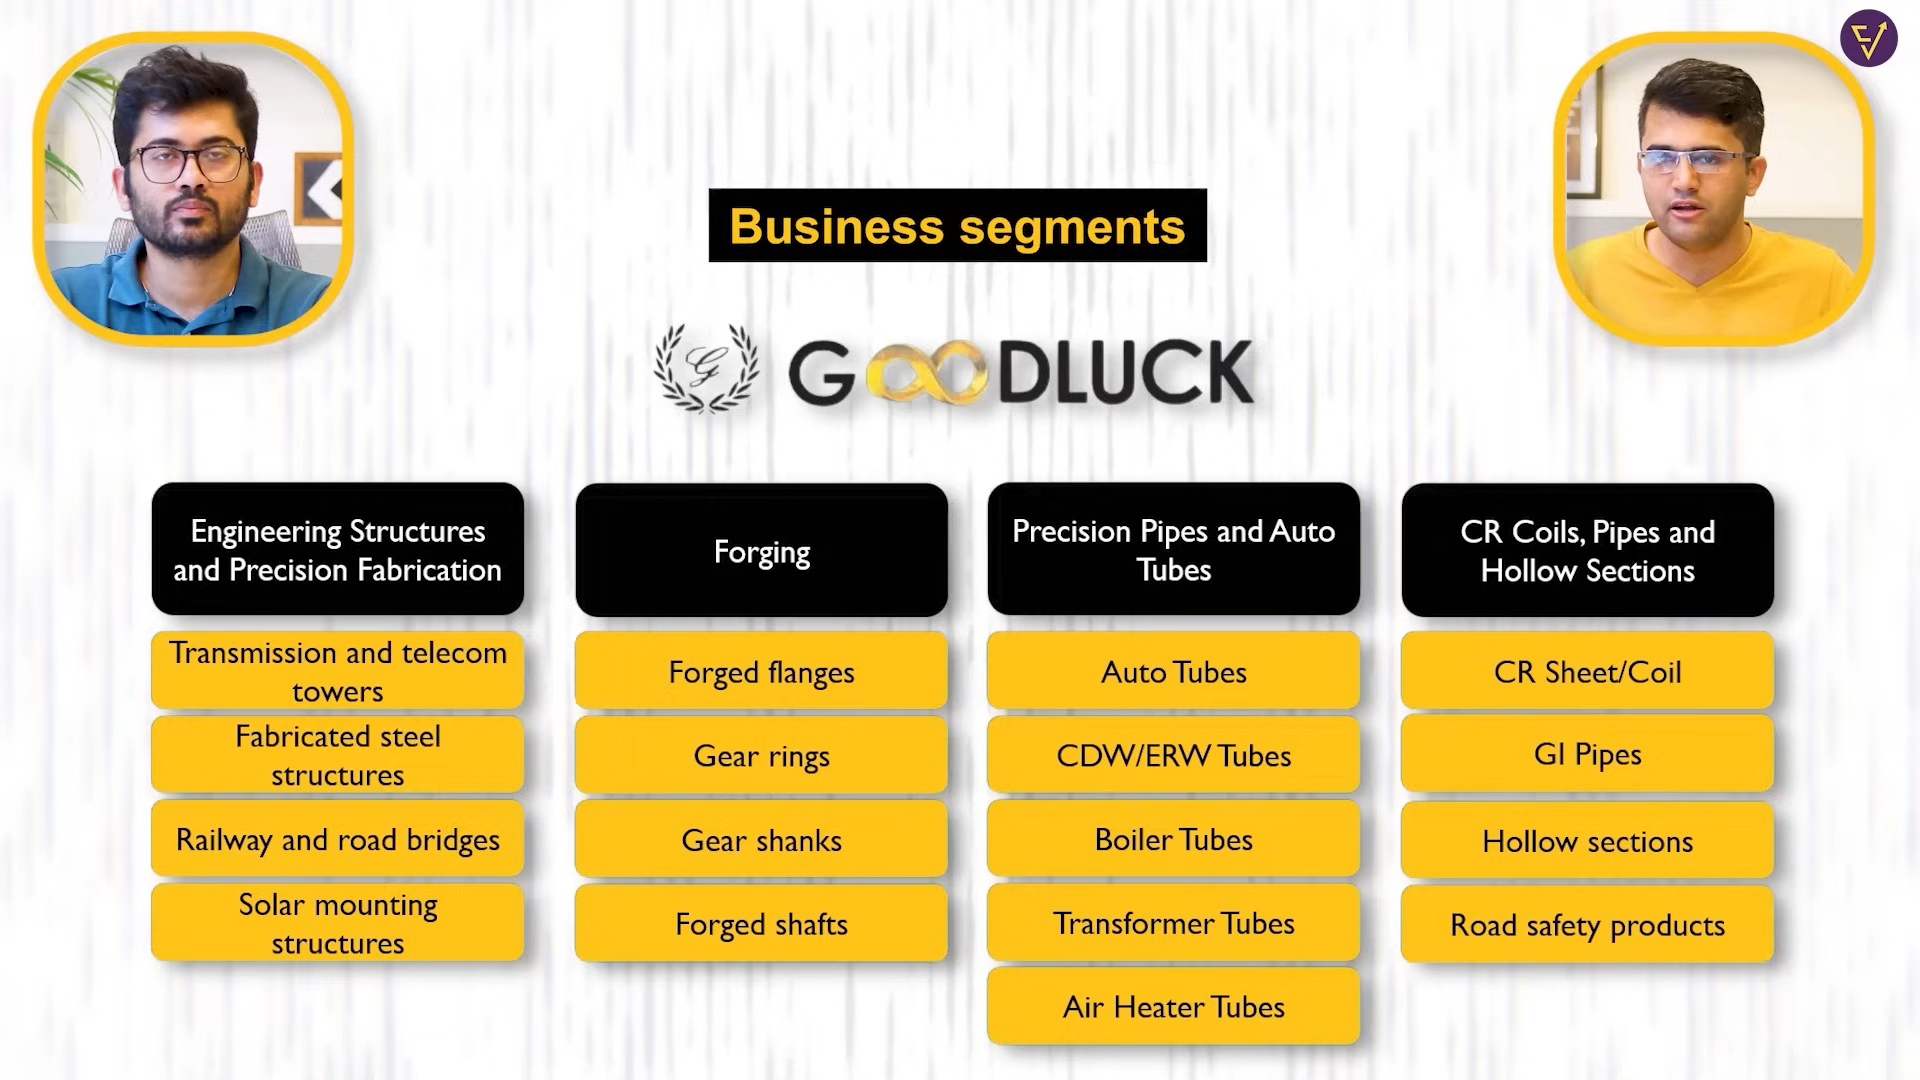 Business segments
G
GOODLUCK
Engineering Structures
and Precision Fabrication
Transmission and telecom
towers
Fabricated steel
structures
Railway and road bridges
Solar mounting
structures
Forging
Forged flanges
Gear rings
Gear shanks
Forged shafts
Precision Pipes and Auto
Tubes
Auto Tubes
CDW/ERW Tubes
Boiler Tubes
Transformer Tubes
Air Heater Tubes
CR Coils, Pipes and
Hollow Sections
CR Sheet/Coil
GI Pipes
Hollow sections
Road safety products